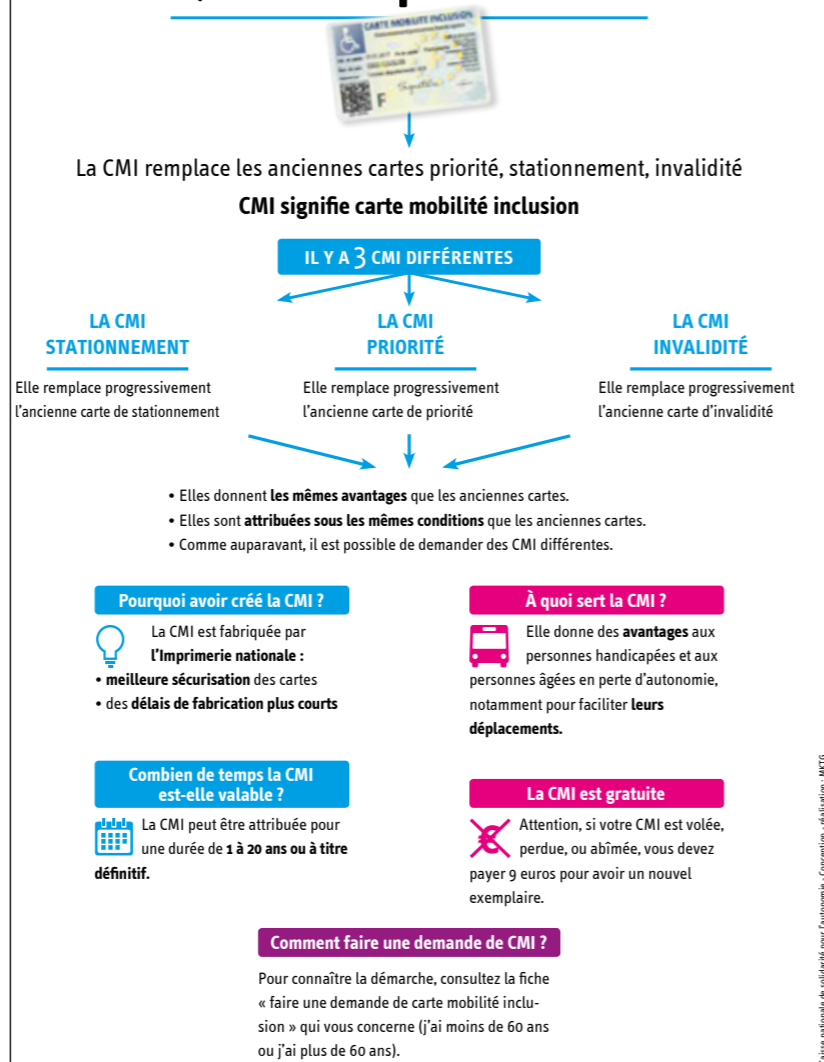 CARTE MOBILITE INCLUSION
F
La CMI remplace les anciennes cartes priorité, stationnement, invalidité
CMI signifie carte mobilité inclusion
IL Y A 3 CMI DIFFÉRENTES
LA CMI
STATIONNEMENT
Elle remplace progressivement
l'ancienne carte de stationnement
LA CMI
PRIORITÉ
Elle remplace progressivement
l'ancienne carte de priorité
LA CMI
INVALIDITÉ
Elle remplace progressivement
l'ancienne carte d'invalidité
• Elles donnent les mêmes avantages que les anciennes cartes.
• Elles sont attribuées sous les mêmes conditions que les anciennes cartes.
• Comme auparavant, il est possible de demander des CMI différentes.
Pourquoi avoir créé la CMI ?
La CMI est fabriquée par
l'Imprimerie nationale :
• meilleure sécurisation des cartes
• des délais de fabrication plus courts
À quoi sert la CMI ?
Elle donne des avantages aux
personnes handicapées et aux
personnes âgées en perte d'autonomie,
notamment pour faciliter leurs
déplacements.
Combien de temps la CMI
est-elle valable ?
La CMI peut être attribuée pour
une durée de 1 à 20 ans ou à titre
définitif.
La CMI est gratuite
Attention, si votre CMI est volée,
perdue, ou abîmée, vous devez
payer 9 euros pour avoir un nouvel
exemplaire.
Comment faire une demande de CMI ?
Pour connaître la démarche, consultez la fiche
« faire une demande de carte mobilité inclu-
sion » qui vous concerne (j'ai moins de 60 ans
ou j'ai plus de 60 ans).
nationale de solidarité pour l'autonomie - Conception - réalisation : MKTG